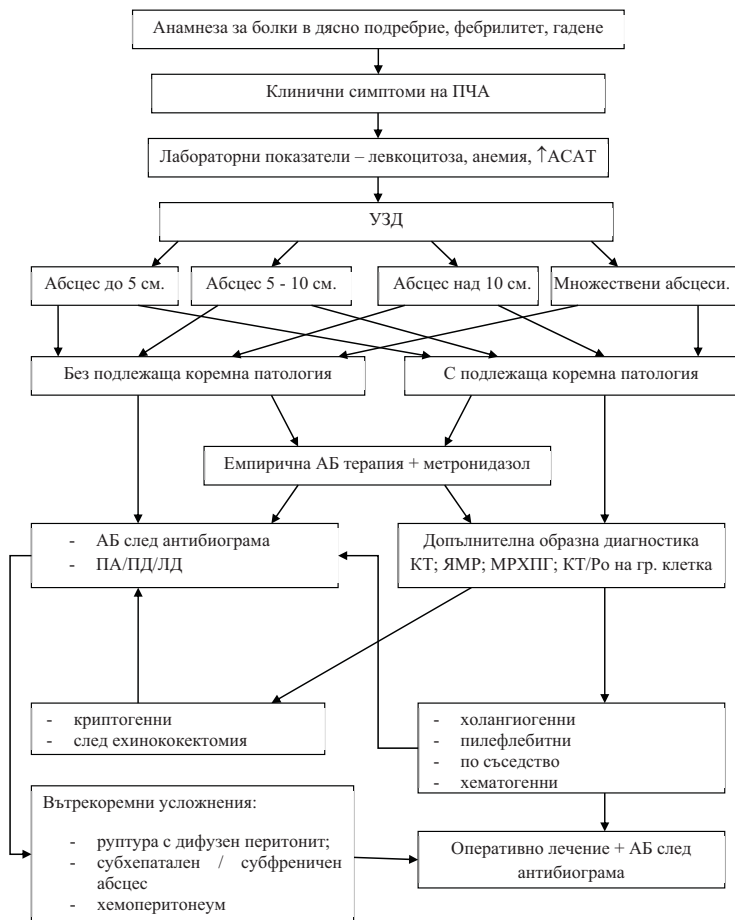 Анамнеза за болки в дясно подребрие, фебрилитет, гадене
Клинични симптоми на ПЧА
Лабораторни показатели – левкоцитоза, анемия, ↑АСАТ
УЗД
Абсцес до 5 см.
Абсцес 5 - 10 см.
Абсцес над 10 см.
Множествени абсцеси.
Без подлежаща коремна патология
С подлежаща коремна патология
Емпирична АБ терапия + метронидазол
- АБ след антибиограма
- ПА/ПД/ЛД
Допълнителна образна диагностика
КТ; ЯМР; МРХПГ; КТ/Ро на гр. клетка
- криптогенни
- след ехинококектомия
- холангиогенни
- пилефлебитни
- по съседство
- хематогенни
Вътрекоремни усложнения:
- руптура с дифузен перитонит;
- субхепатален / субфреничен
абсцес
- хемоперитонеум
Оперативно лечение + АБ след
антибиограма